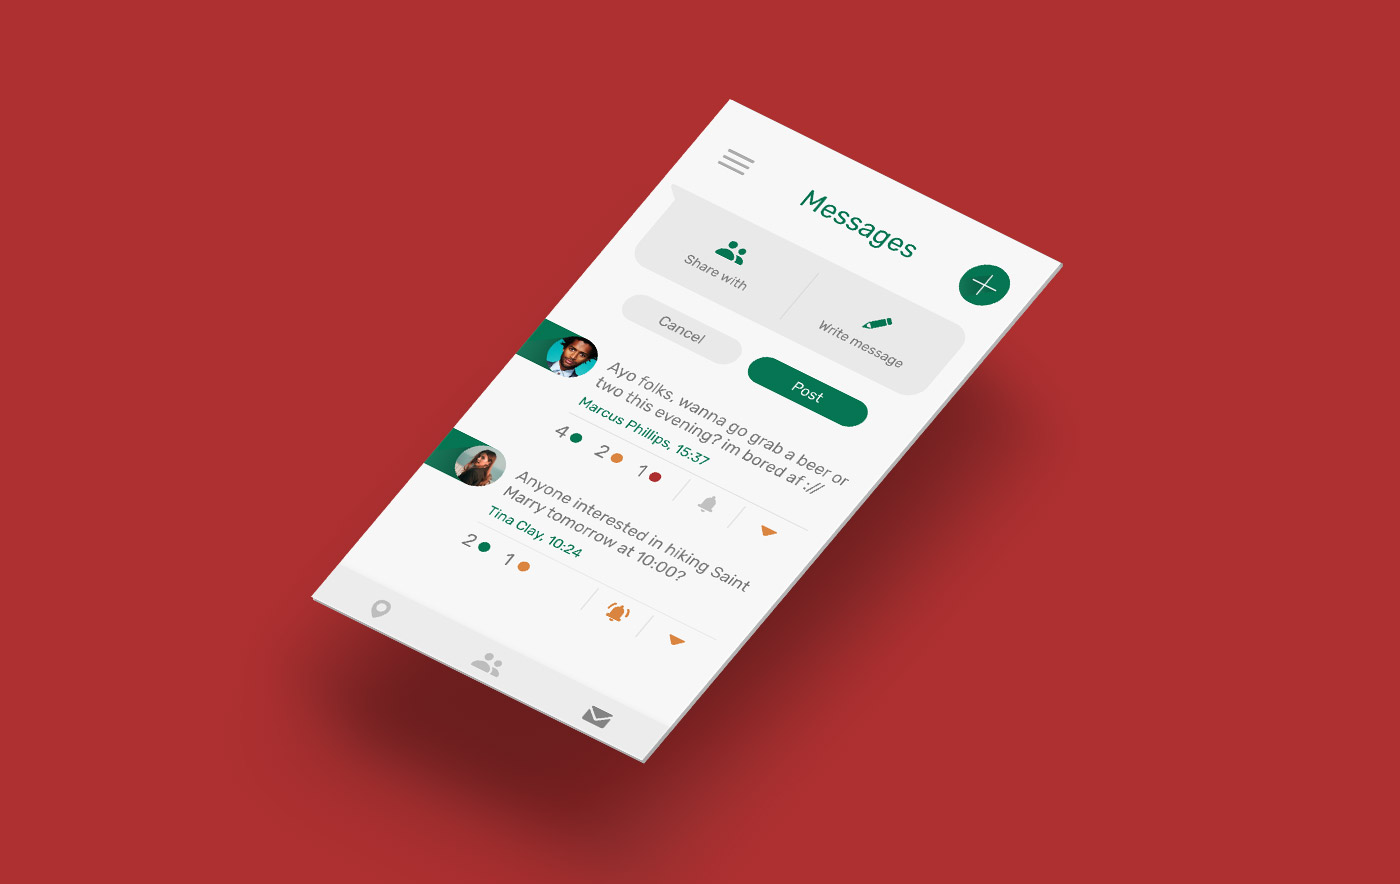 Messages
Share with
Write message
Cancel
Post
Ayo folks, wanna go grab a beer or
two this evening? im bored af ://
Marcus Phillips, 15:37
4
2
1
Anyone interested in hiking Saint
Marry tomorrow at 10:00?
Tina Clay, 10:24
2
1